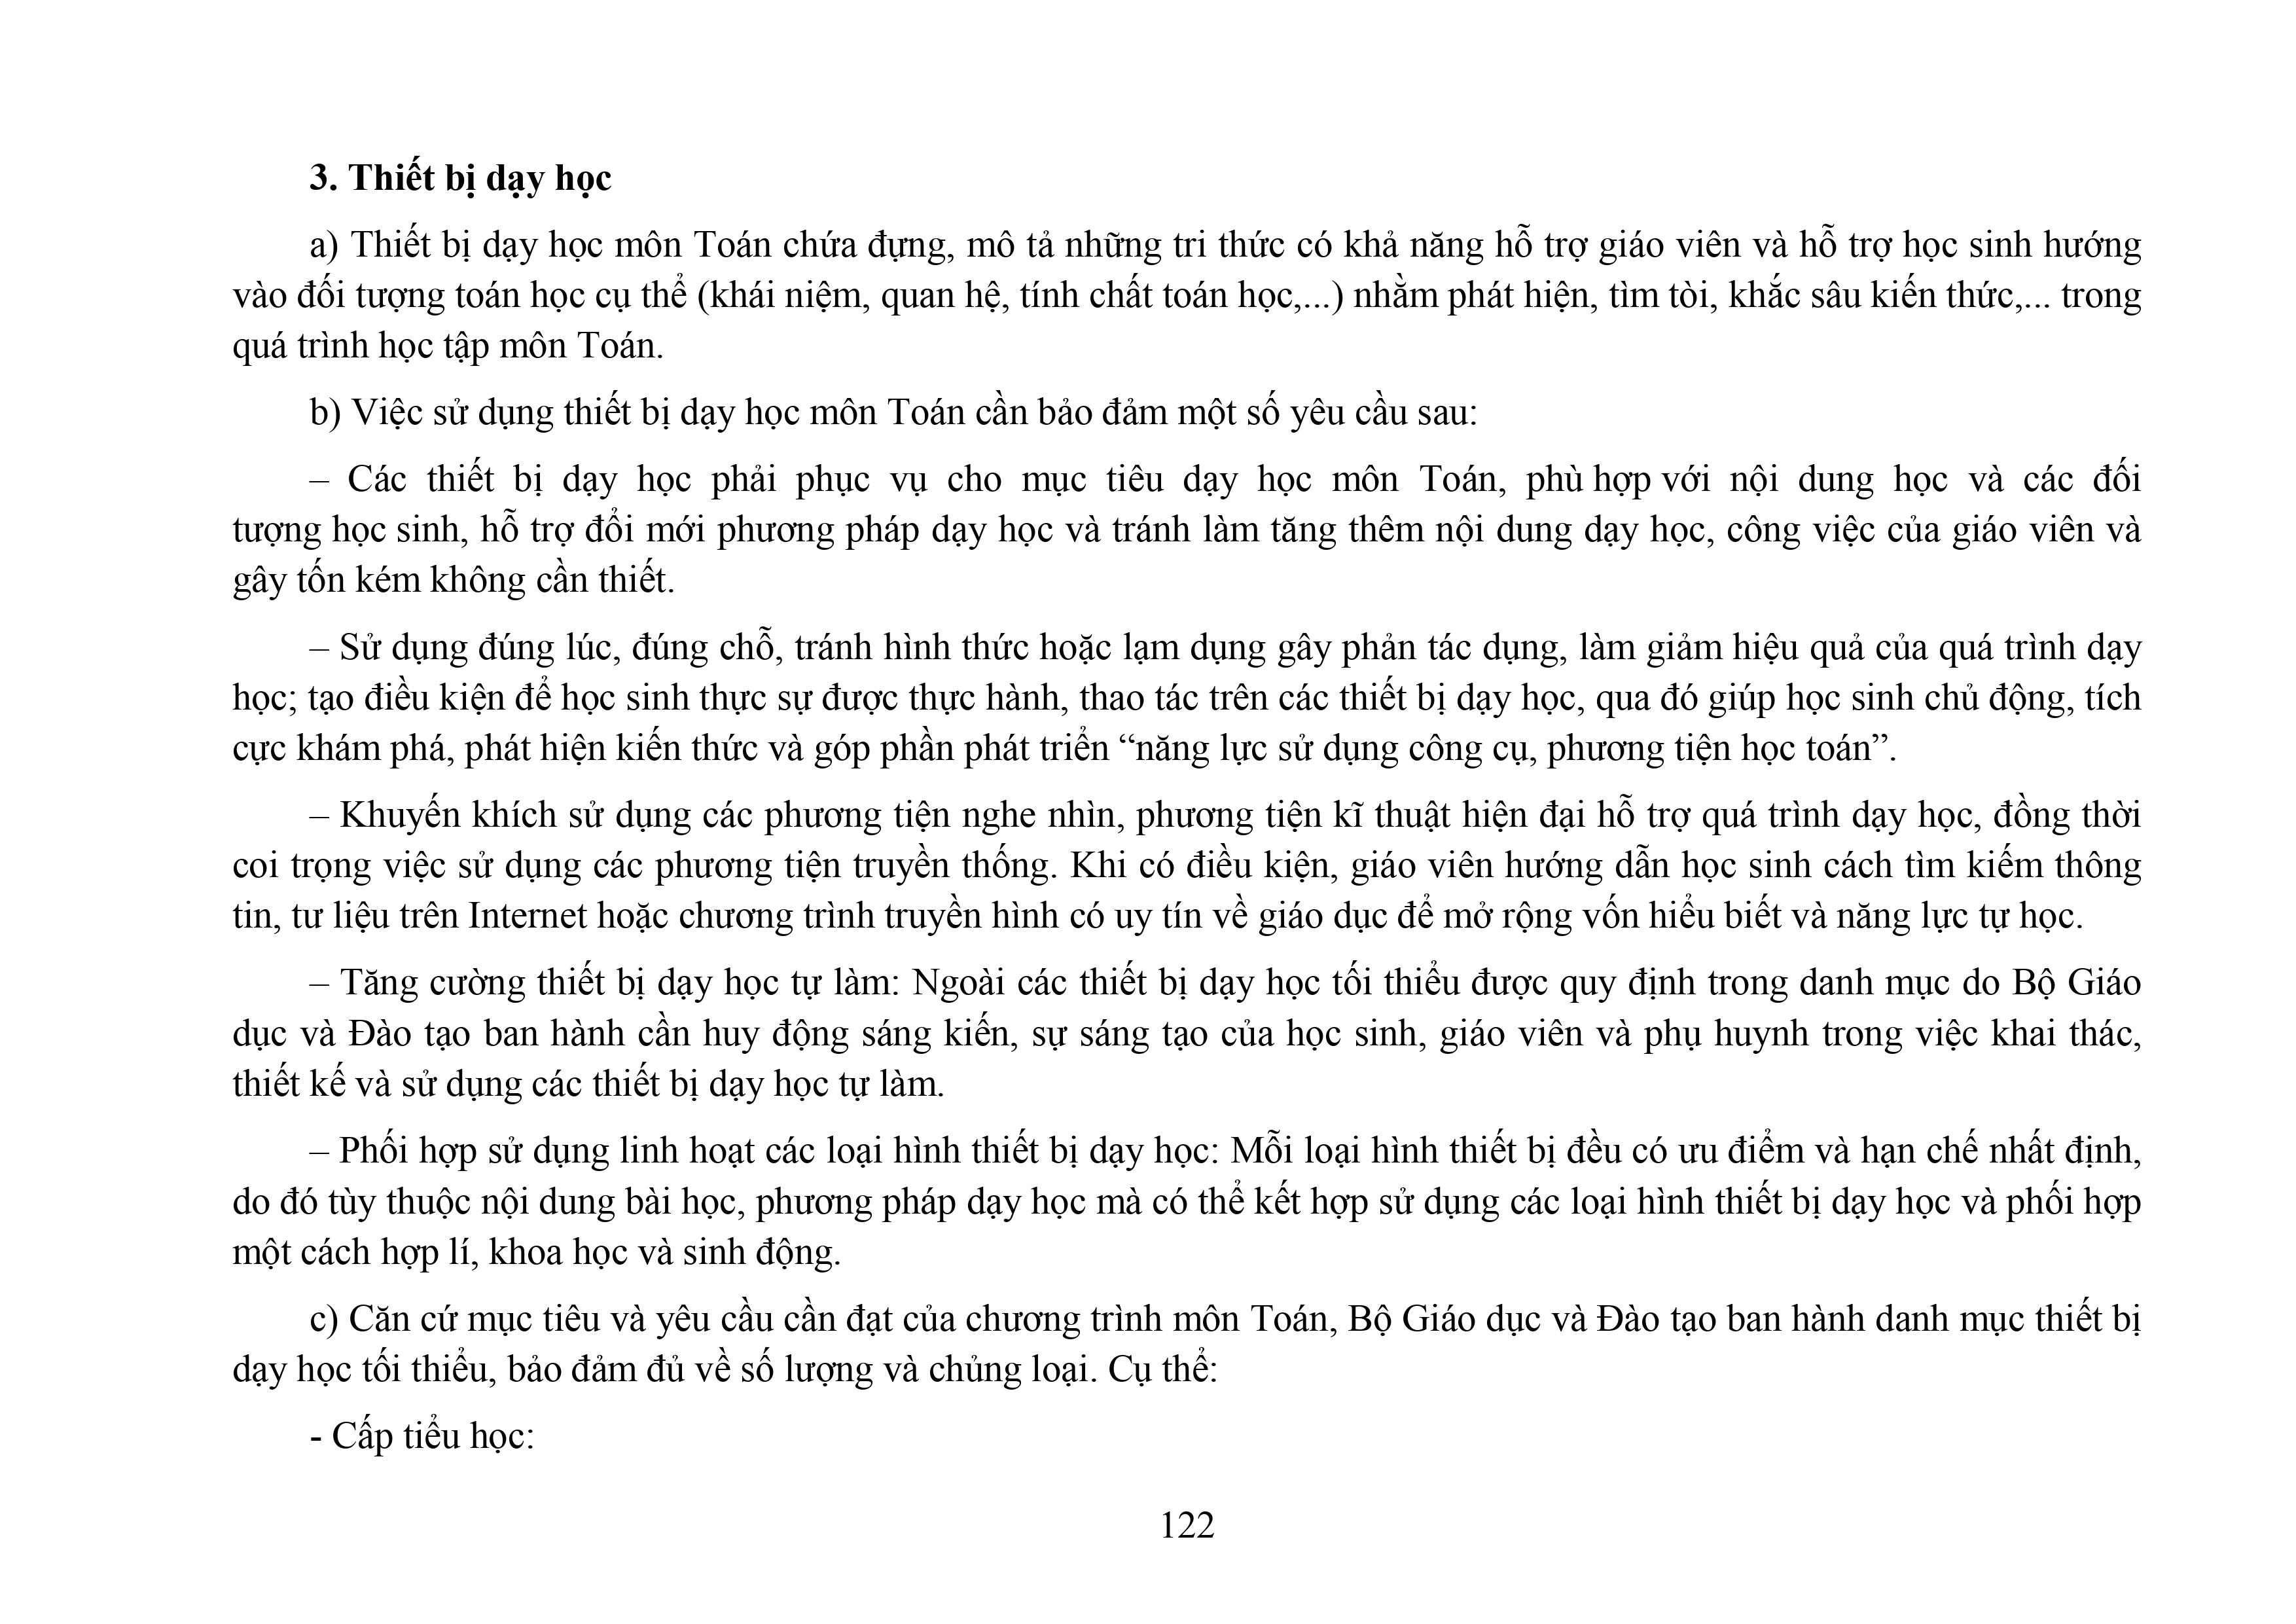 3. Thiết bị dạy học
a) Thiết bị dạy học môn Toán chứa đựng, mô tả những tri thức có khả năng hỗ trợ giáo viên và hỗ trợ học sinh hướng
vào đối tượng toán học cụ thể (khái niệm, quan hệ, tính chất toán học,...) nhằm phát hiện, tìm tòi, khắc sâu kiến thức,... trong
quá trình học tập môn Toán.
b) Việc sử dụng thiết bị dạy học môn Toán cần bảo đảm một số yêu cầu sau:
– Các thiết bị dạy học phải phục vụ cho mục tiêu dạy học môn Toán, phù hợp với nội dung học và các đối
tượng học sinh, hỗ trợ đổi mới phương pháp dạy học và tránh làm tăng thêm nội dung dạy học, công việc của giáo viên và
gây tốn kém không cần thiết.
– Sử dụng đúng lúc, đúng chỗ, tránh hình thức hoặc lạm dụng gây phản tác dụng, làm giảm hiệu quả của quá trình dạy
học; tạo điều kiện để học sinh thực sự được thực hành, thao tác trên các thiết bị dạy học, qua đó giúp học sinh chủ động, tích
cực khám phá, phát hiện kiến thức và góp phần phát triển “năng lực sử dụng công cụ, phương tiện học toán”.
– Khuyến khích sử dụng các phương tiện nghe nhìn, phương tiện kĩ thuật hiện đại hỗ trợ quá trình dạy học, đồng thời
coi trọng việc sử dụng các phương tiện truyền thống. Khi có điều kiện, giáo viên hướng dẫn học sinh cách tìm kiếm thông
tin, tư liệu trên Internet hoặc chương trình truyền hình có uy tín về giáo dục để mở rộng vốn hiểu biết và năng lực tự học.
– Tăng cường thiết bị dạy học tự làm: Ngoài các thiết bị dạy học tối thiểu được quy định trong danh mục do Bộ Giáo
dục và Đào tạo ban hành cần huy động sáng kiến, sự sáng tạo của học sinh, giáo viên và phụ huynh trong việc khai thác,
thiết kế và sử dụng các thiết bị dạy học tự làm.
– Phối hợp sử dụng linh hoạt các loại hình thiết bị dạy học: Mỗi loại hình thiết bị đều có ưu điểm và hạn chế nhất định,
do đó tùy thuộc nội dung bài học, phương pháp dạy học mà có thể kết hợp sử dụng các loại hình thiết bị dạy học và phối hợp
một cách hợp lí, khoa học và sinh động.
c) Căn cứ mục tiêu và yêu cầu cần đạt của chương trình môn Toán, Bộ Giáo dục và Đào tạo ban hành danh mục thiết bị
dạy học tối thiểu, bảo đảm đủ về số lượng và chủng loại. Cụ thể:
- Cấp tiểu học:
122